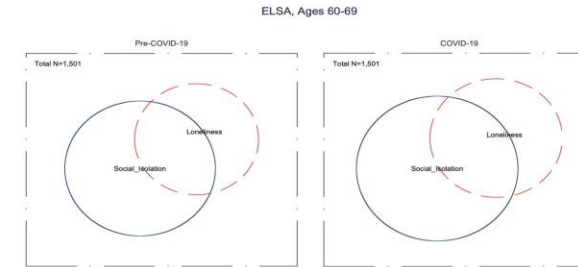 ELSA, Ages 60-69
Pre-COVID-19
Total N=1,501
Loneliness
Social_Isolation
COVID-19
Total N=1,501
Loneliness
Social_Isolation